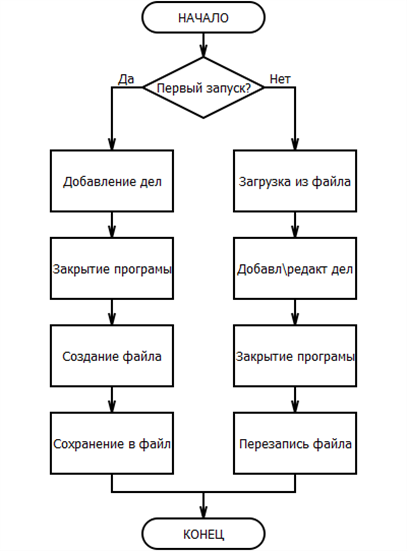 НАЧАЛО
Первый запуск?
Да
Нет
Добавление дел
Загрузка из файла
Закрытие програмы
Добавл\редакт дел
Создание файла
Закрытие програмы
Сохранение в файл
Перезапись файла
КОНЕЦ